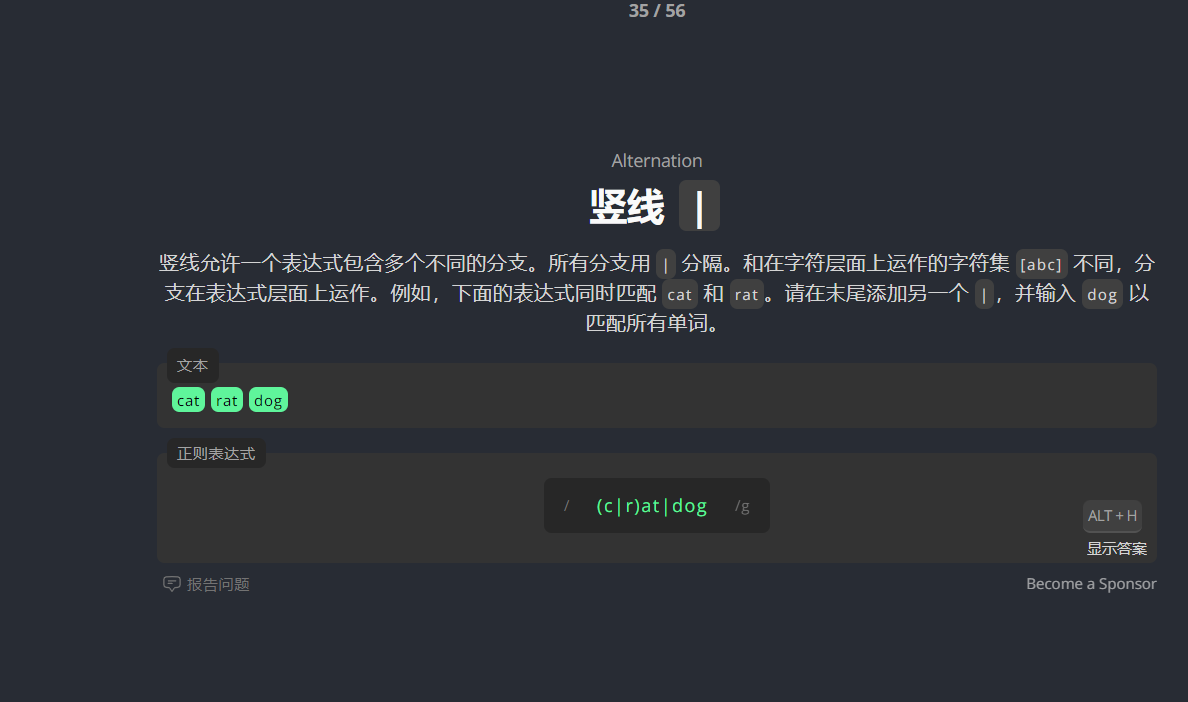 35 / 56
Alternation
竖线 |
竖线允许一个表达式包含多个不同的分支。所有分支用 | 分隔。和在字符层面上运作的字符集 [abc] 不同，分
支在表达式层面上运作。例如，下面的表达式同时匹配 cat 和 rat。请在末尾添加另一个 |，并输入 dog 以
匹配所有单词。
文本
cat rat dog
正则表达式
/ (c|r)at|dog /g
ALT + H
显示答案
报告问题
Become a Sponsor